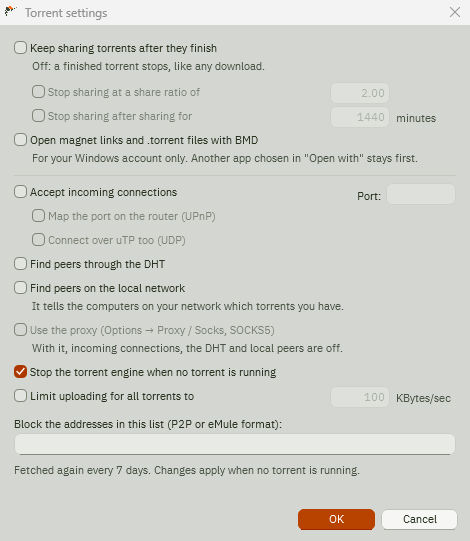 Torrent settings
Keep sharing torrents after they finish
Off: a finished torrent stops, like any download.
Stop sharing at a share ratio of 2.00
Stop sharing after sharing for 1440 minutes
Open magnet links and .torrent files with BMD
For your Windows account only. Another app chosen in "Open with" stays first.
Accept incoming connections Port:
Map the port on the router (UPnP)
Connect over uTP too (UDP)
Find peers through the DHT
Find peers on the local network
It tells the computers on your network which torrents you have.
Use the proxy (Options → Proxy / Socks, SOCKS5)
With it, incoming connections, the DHT and local peers are off.
Stop the torrent engine when no torrent is running
Limit uploading for all torrents to 100 KBytes/sec
Block the addresses in this list (P2P or eMule format):
Fetched again every 7 days. Changes apply when no torrent is running.
OK Cancel